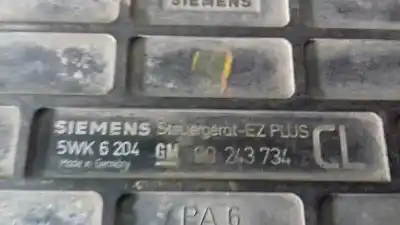 SIEMENS
SIEMENS Steuergerät-EZ PLUS CL
5WK 6 204 GM 90 243 734
Made in Germany
PA 6